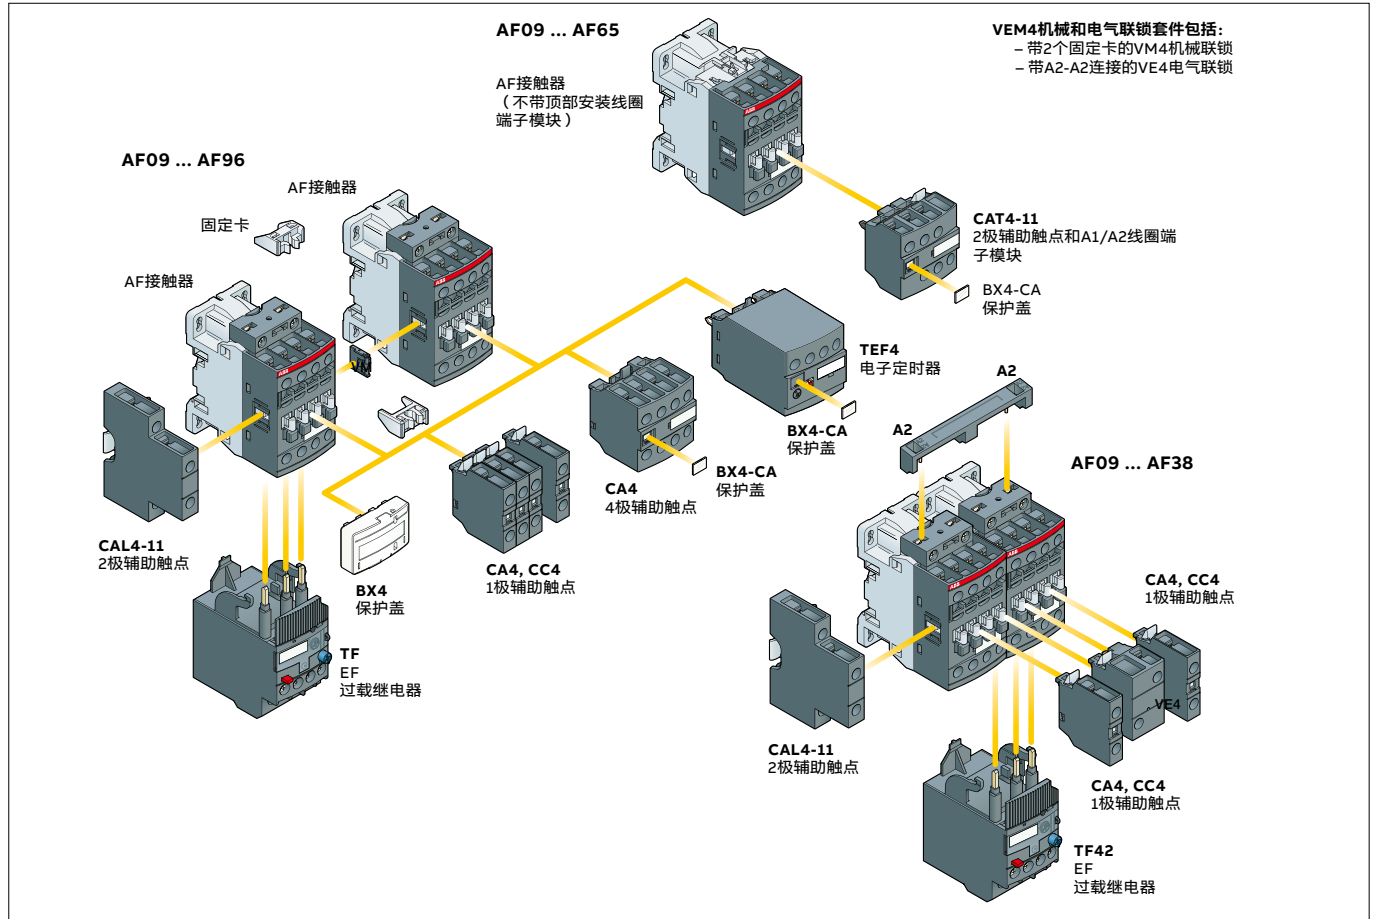 AF09 ... AF65
AF接触器
（不带顶部安装线圈
端子模块）
VEM4机械和电气联锁套件包括：
– 带2个固定卡的VM4机械联锁
– 带A2-A2连接的VE4电气联锁
AF09 ... AF96
AF接触器
固定卡
AF接触器
CAT4-11
2极辅助触点和A1/A2线圈端
子模块
BX4-CA
保护盖
TEF4
电子定时器
BX4-CA
保护盖
BX4-CA
保护盖
CA4
4极辅助触点
CA4, CC4
1极辅助触点
BX4
保护盖
CAL4-11
2极辅助触点
TF
EF
过载继电器
A2
A2
AF09 ... AF38
CA4, CC4
1极辅助触点
VE4
CAL4-11
2极辅助触点
CA4, CC4
1极辅助触点
TF42
EF
过载继电器
ABB
ABB
ABB
ABB
ABB